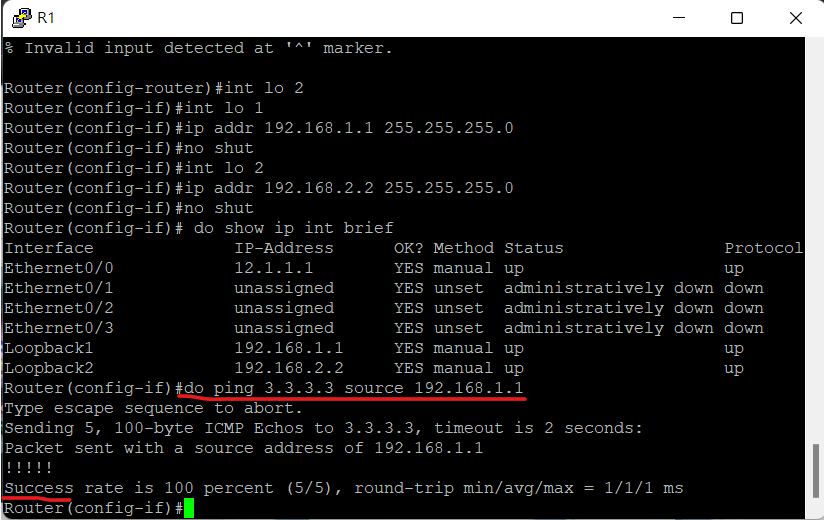 R1
% Invalid input detected at '^' marker.
Router(config-router)#int lo 2
Router(config-if)#int lo 1
Router(config-if)#ip addr 192.168.1.1 255.255.255.0
Router(config-if)#no shut
Router(config-if)#int lo 2
Router(config-if)#ip addr 192.168.2.2 255.255.255.0
Router(config-if)#no shut
Router(config-if)# do show ip int brief
Interface              IP-Address      OK? Method Status                Protocol
Ethernet0/0            12.1.1.1        YES manual up                    up
Ethernet0/1            unassigned      YES unset  administratively down down
Ethernet0/2            unassigned      YES unset  administratively down down
Ethernet0/3            unassigned      YES unset  administratively down down
Loopback1              192.168.1.1     YES manual up                    up
Loopback2              192.168.2.2     YES manual up                    up
Router(config-if)#do ping 3.3.3.3 source 192.168.1.1
Type escape sequence to abort.
Sending 5, 100-byte ICMP Echos to 3.3.3.3, timeout is 2 seconds:
Packet sent with a source address of 192.168.1.1
!!!!!
Success rate is 100 percent (5/5), round-trip min/avg/max = 1/1/1 ms
Router(config-if)#